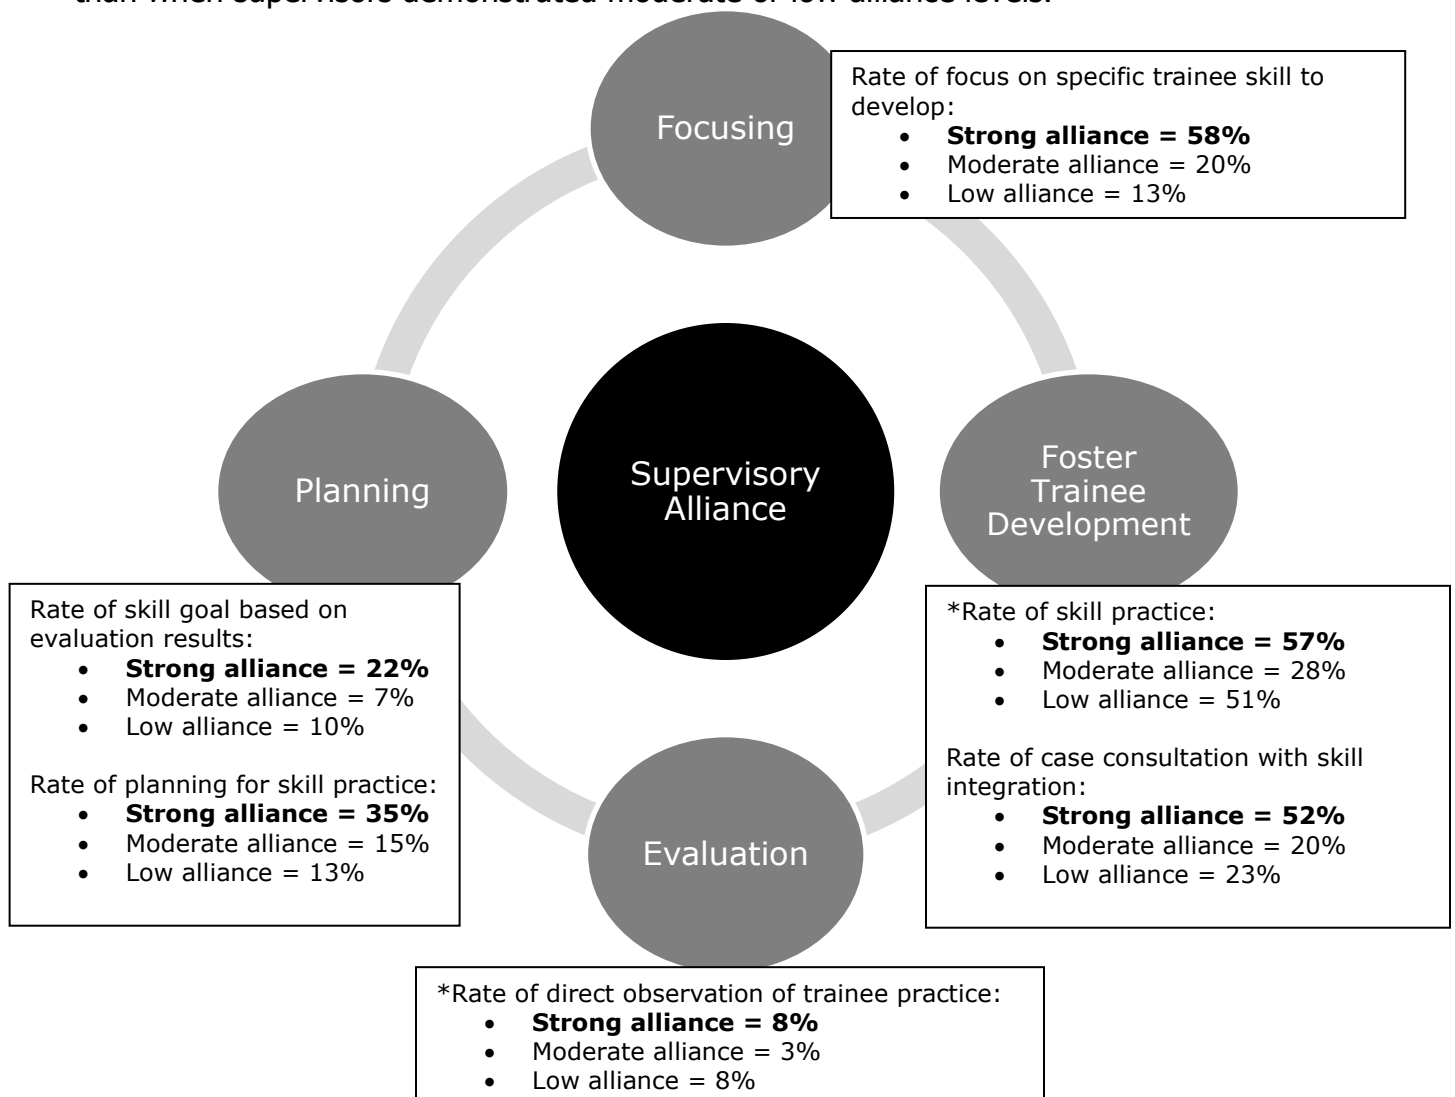 than when supervisors demonstrated moderate or low alliance levels.
Focusing
Rate of focus on specific trainee skill to
develop:
• Strong alliance = 58%
• Moderate alliance = 20%
• Low alliance = 13%
Supervisory
Alliance
Foster
Trainee
Development
*Rate of skill practice:
• Strong alliance = 57%
• Moderate alliance = 28%
• Low alliance = 51%
Rate of case consultation with skill
integration:
• Strong alliance = 52%
• Moderate alliance = 20%
• Low alliance = 23%
Evaluation
*Rate of direct observation of trainee practice:
• Strong alliance = 8%
• Moderate alliance = 3%
• Low alliance = 8%
Planning
Rate of skill goal based on
evaluation results:
• Strong alliance = 22%
• Moderate alliance = 7%
• Low alliance = 10%
Rate of planning for skill practice:
• Strong alliance = 35%
• Moderate alliance = 15%
• Low alliance = 13%